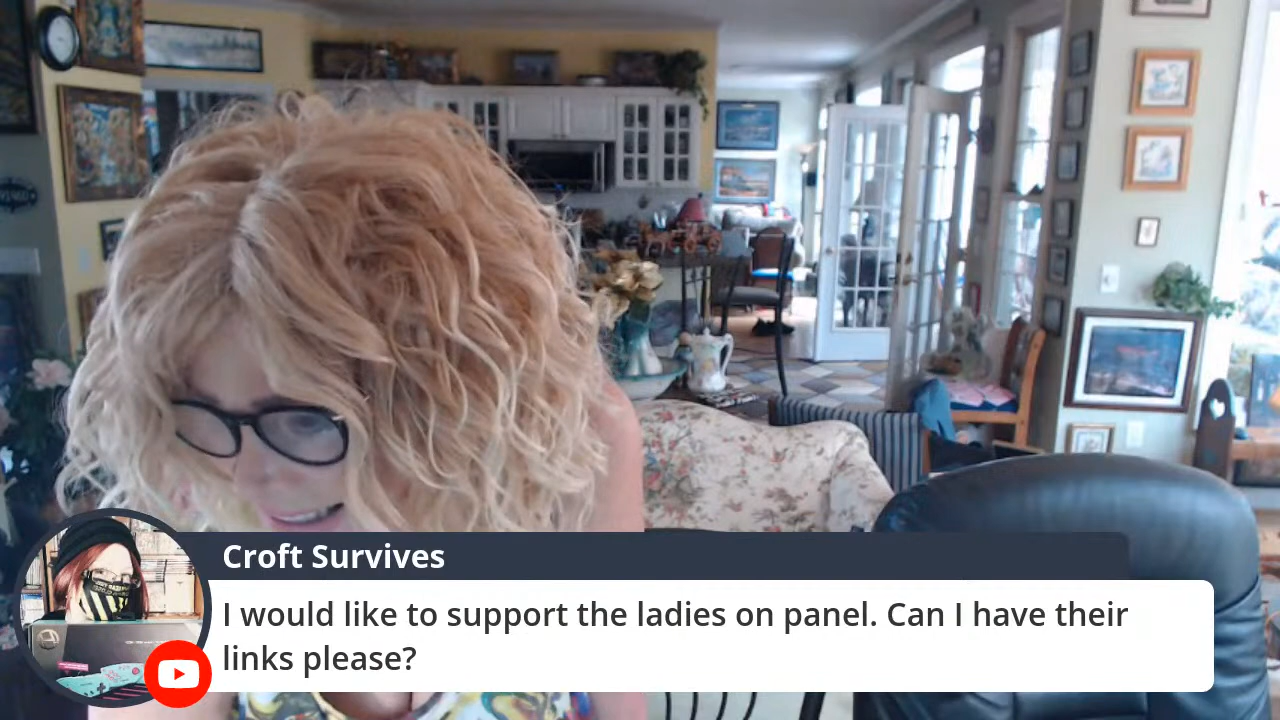 Croft Survives
I would like to support the ladies on panel. Can I have their
links please?